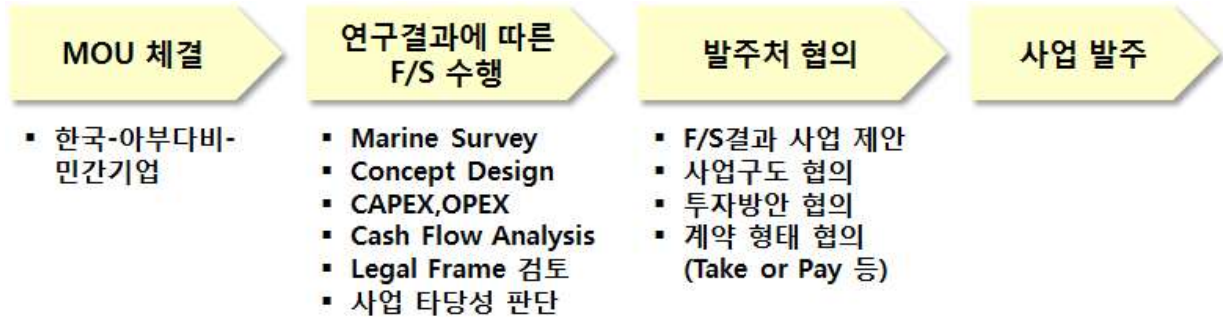 MOU 체결
연구결과에 따른
F/S 수행
발주처 협의
사업 발주
▪ 한국-아부다비-
민간기업
▪ Marine Survey
▪ Concept Design
▪ CAPEX,OPEX
▪ Cash Flow Analysis
▪ Legal Frame 검토
▪ 사업 타당성 판단
▪ F/S결과 사업 제안
▪ 사업구도 협의
▪ 투자방안 협의
▪ 계약 형태 협의
(Take or Pay 등)